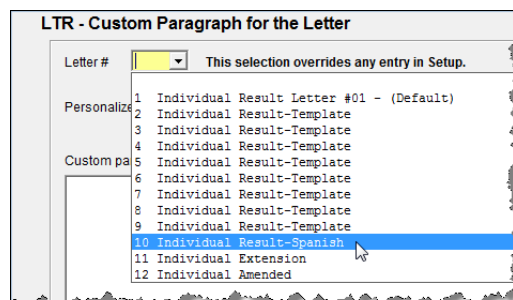 LTR - Custom Paragraph for the Letter
Letter # This selection overrides any entry in Setup.
1 Individual Result Letter #01 - (Default)
Personalize
2 Individual Result-Template
3 Individual Result-Template
4 Individual Result-Template
Custom pa
5 Individual Result-Template
6 Individual Result-Template
7 Individual Result-Template
8 Individual Result-Template
9 Individual Result-Template
10 Individual Result-Spanish
11 Individual Extension
12 Individual Amended